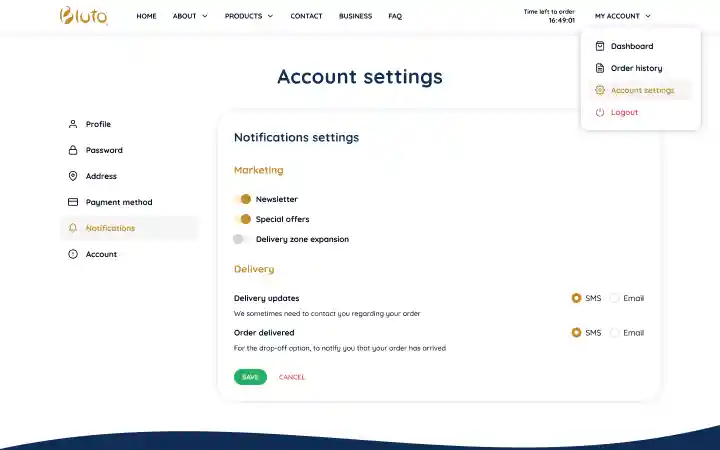 Bluto
HOME
ABOUT
PRODUCTS
CONTACT
BUSINESS
FAQ
Time left to order
16:49:01
MY ACCOUNT
Dashboard
Order history
Account settings
Logout
Account settings
Profile
Password
Address
Payment method
Notifications
Account
Notifications settings
Marketing
Newsletter
Special offers
Delivery zone expansion
Delivery
Delivery updates
SMS
Email
We sometimes need to contact you regarding your order
Order delivered
SMS
Email
For the drop-off option, to notify you that your order has arrived
SAVE
CANCEL